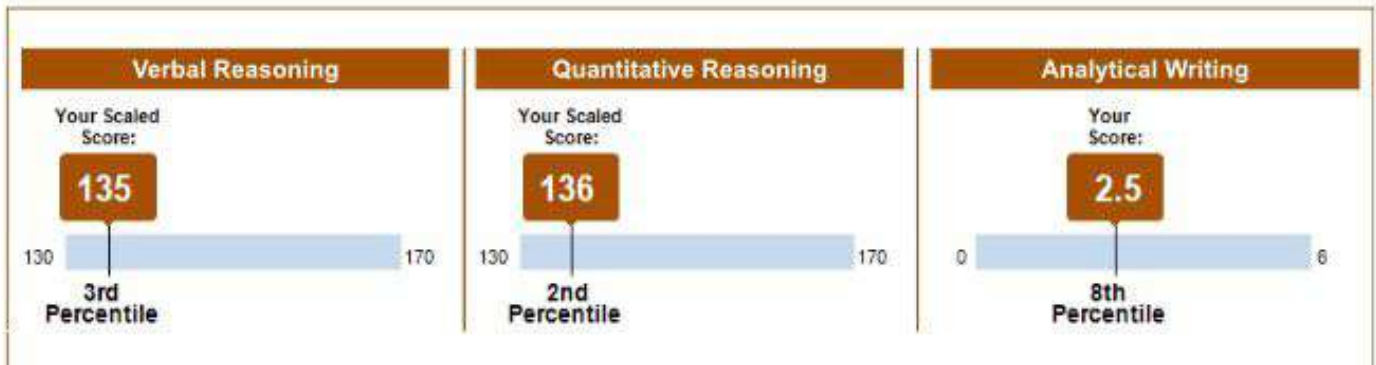 Verbal Reasoning
Your Scaled
Score:
135
130
170
3rd
Percentile
Quantitative Reasoning
Your Scaled
Score:
136
130
170
2nd
Percentile
Analytical Writing
Your
Score:
2.5
0
6
8th
Percentile